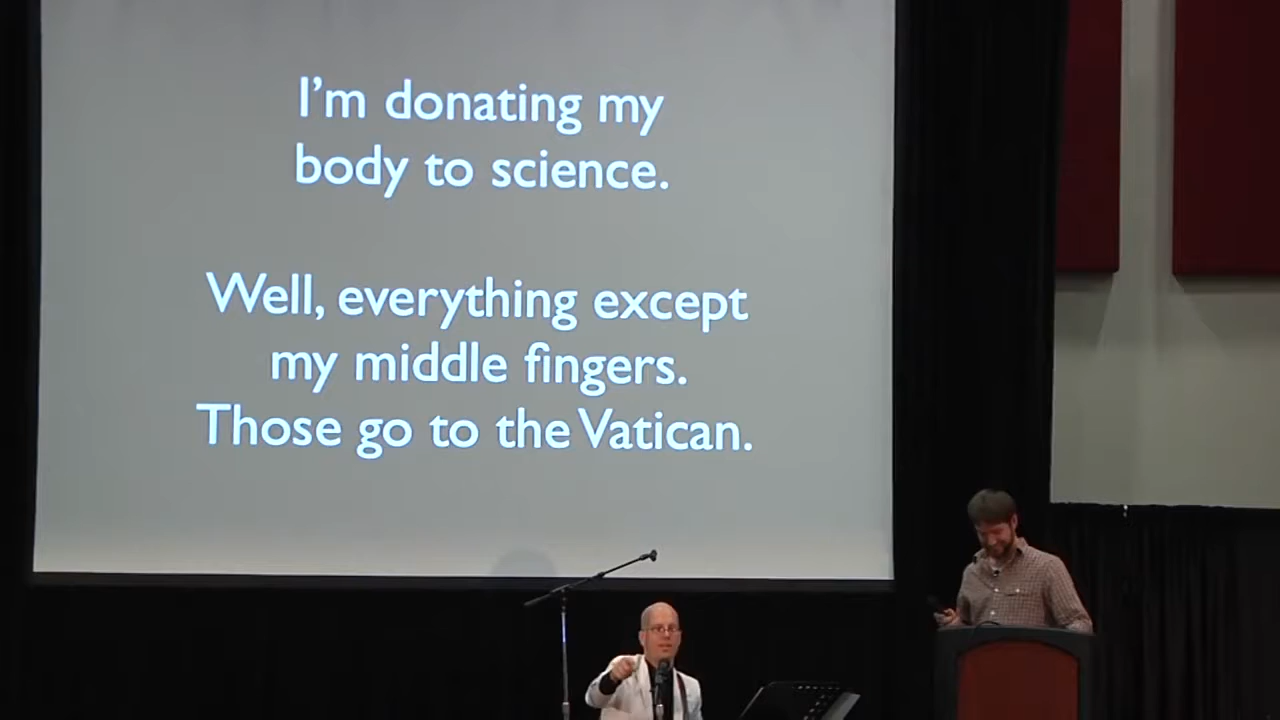 I'm donating my
body to science.
Well, everything except
my middle fingers.
Those go to the Vatican.